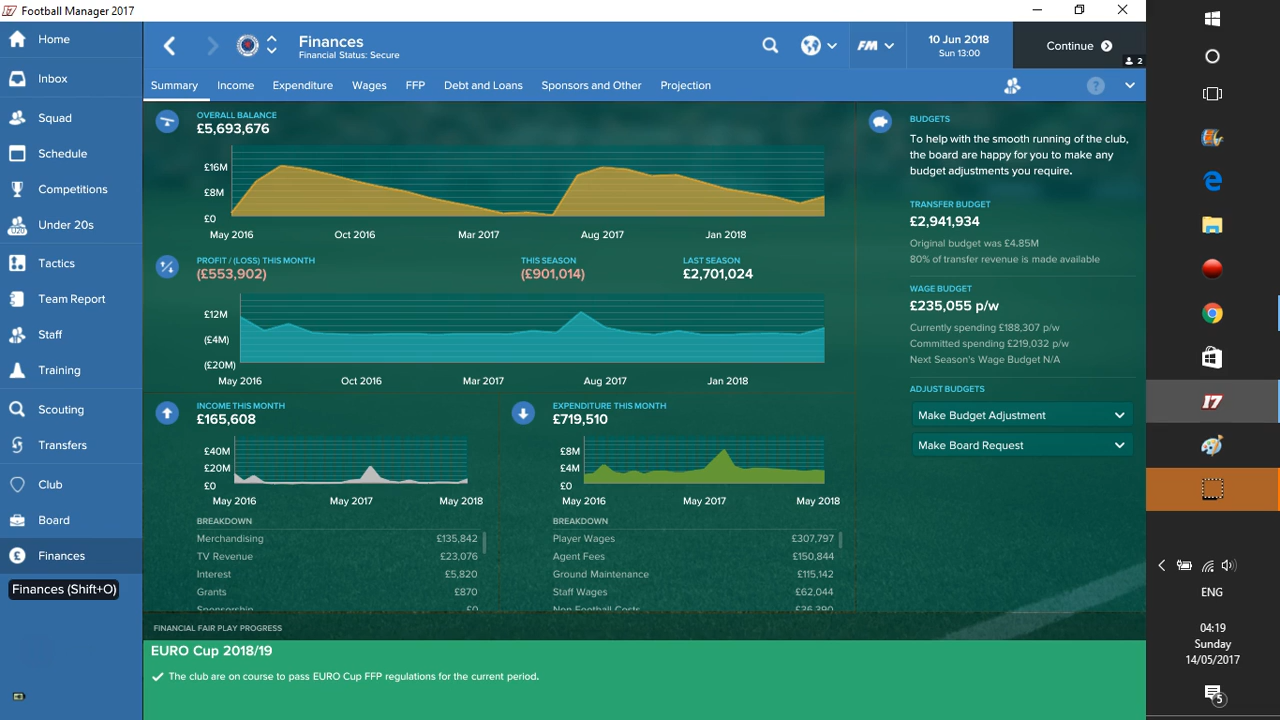 Football Manager 2017
Home
Inbox
Squad
Schedule
Competitions
Under 20s
Tactics
Team Report
Staff
Training
Scouting
Transfers
Club
Board
Finances
Finances (Shift+O)
Finances
Financial Status: Secure
FM
10 Jun 2018
Sun 13:00
Continue
2
Summary Income Expenditure Wages FFP Debt and Loans Sponsors and Other Projection
?
OVERALL BALANCE
£5,693,676
£16M
£8M
£0
May 2016 Oct 2016 Mar 2017 Aug 2017 Jan 2018
PROFIT / (LOSS) THIS MONTH
(£553,902)
THIS SEASON
(£901,014)
LAST SEASON
£2,701,024
£12M
(£4M)
(£20M)
May 2016 Oct 2016 Mar 2017 Aug 2017 Jan 2018
INCOME THIS MONTH
£165,608
£40M
£20M
£0
May 2016 May 2017 May 2018
BREAKDOWN
Merchandising £135,842
TV Revenue £23,076
Interest £5,820
Grants £870
Sponsorship £0
EXPENDITURE THIS MONTH
£719,510
£8M
£4M
£0
May 2016 May 2017 May 2018
BREAKDOWN
Player Wages £307,797
Agent Fees £150,844
Ground Maintenance £115,142
Staff Wages £62,044
Non Football Costs £36,390
BUDGETS
To help with the smooth running of the club,
the board are happy for you to make any
budget adjustments you require.
TRANSFER BUDGET
£2,941,934
Original budget was £4.85M
80% of transfer revenue is made available
WAGE BUDGET
£235,055 p/w
Currently spending £188,307 p/w
Committed spending £219,032 p/w
Next Season's Wage Budget N/A
ADJUST BUDGETS
Make Budget Adjustment
Make Board Request
FINANCIAL FAIR PLAY PROGRESS
EURO Cup 2018/19
The club are on course to pass EURO Cup FFP regulations for the current period.
17
ENG
04:19
Sunday
14/05/2017
5